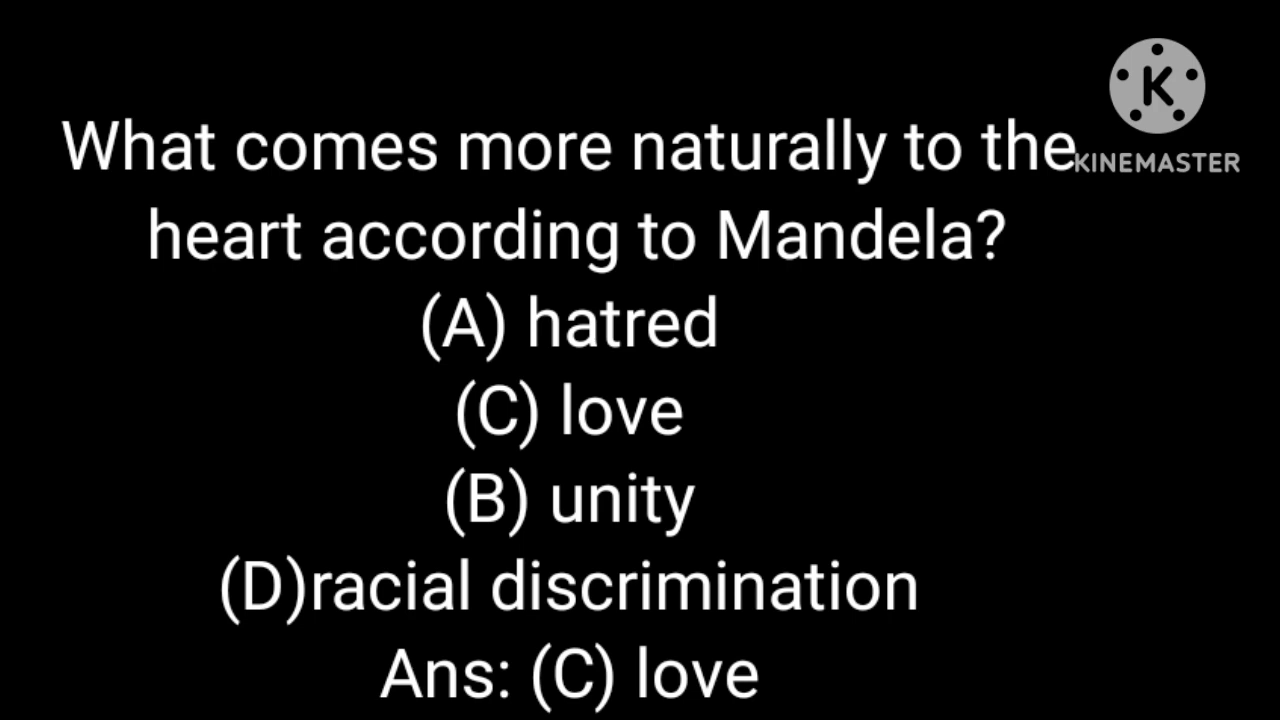 What comes more naturally to the
heart according to Mandela?
(A) hatred
(C) love
(B) unity
(D)racial discrimination
Ans: (C) love
K
KINEMASTER